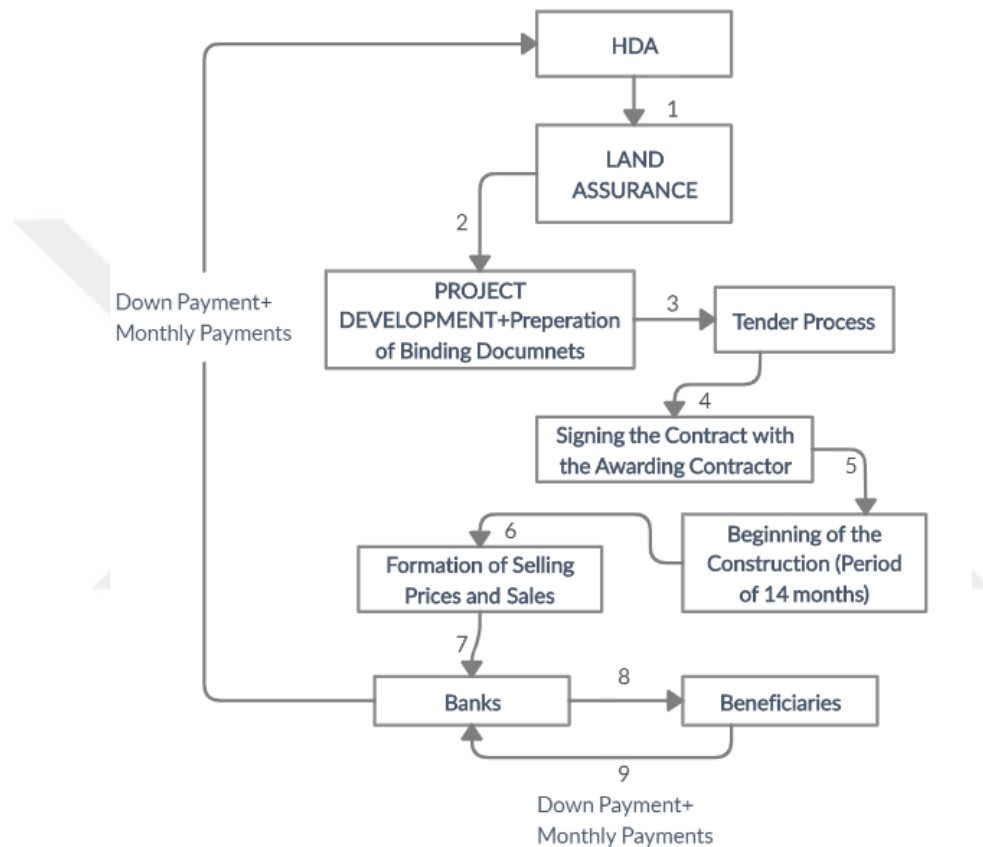 HDA
1
LAND
ASSURANCE
2
PROJECT
DEVELOPMENT+Preperation
of Binding Documnets
3
Tender Process
4
Signing the Contract with
the Awarding Contractor
5
Beginning of the
Construction (Period
of 14 months)
6
Formation of Selling
Prices and Sales
7
Banks
8
Beneficiaries
9
Down Payment+
Monthly Payments
Down Payment+
Monthly Payments